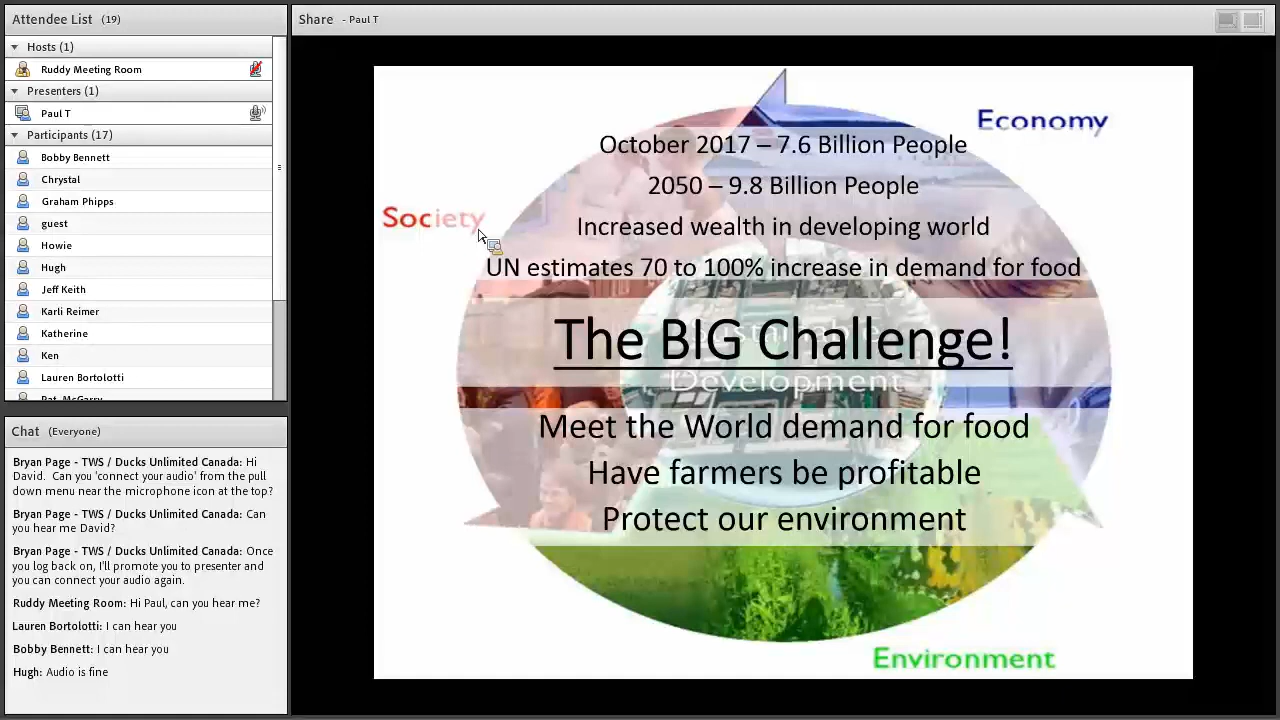 Attendee List (19)
Hosts (1)
Ruddy Meeting Room
Presenters (1)
Paul T
Participants (17)
Bobby Bennett
Chrystal
Graham Phipps
guest
Howie
Hugh
Jeff Keith
Karli Reimer
Katherine
Ken
Lauren Bortolotti
Pat McGarry
Chat (Everyone)
Bryan Page - TWS / Ducks Unlimited Canada: Hi
David. Can you 'connect your audio' from the pull
down menu near the microphone icon at the top?
Bryan Page - TWS / Ducks Unlimited Canada: Can
you hear me David?
Bryan Page - TWS / Ducks Unlimited Canada: Once
you log back on, I'll promote you to presenter and
you can connect your audio again.
Ruddy Meeting Room: Hi Paul, can you hear me?
Lauren Bortolotti: I can hear you
Bobby Bennett: I can hear you
Hugh: Audio is fine
Share - Paul T
Economy
October 2017 – 7.6 Billion People
2050 – 9.8 Billion People
Society
Increased wealth in developing world
UN estimates 70 to 100% increase in demand for food
Sustainable
The BIG Challenge!
Development
Meet the World demand for food
Have farmers be profitable
Protect our environment
Environment